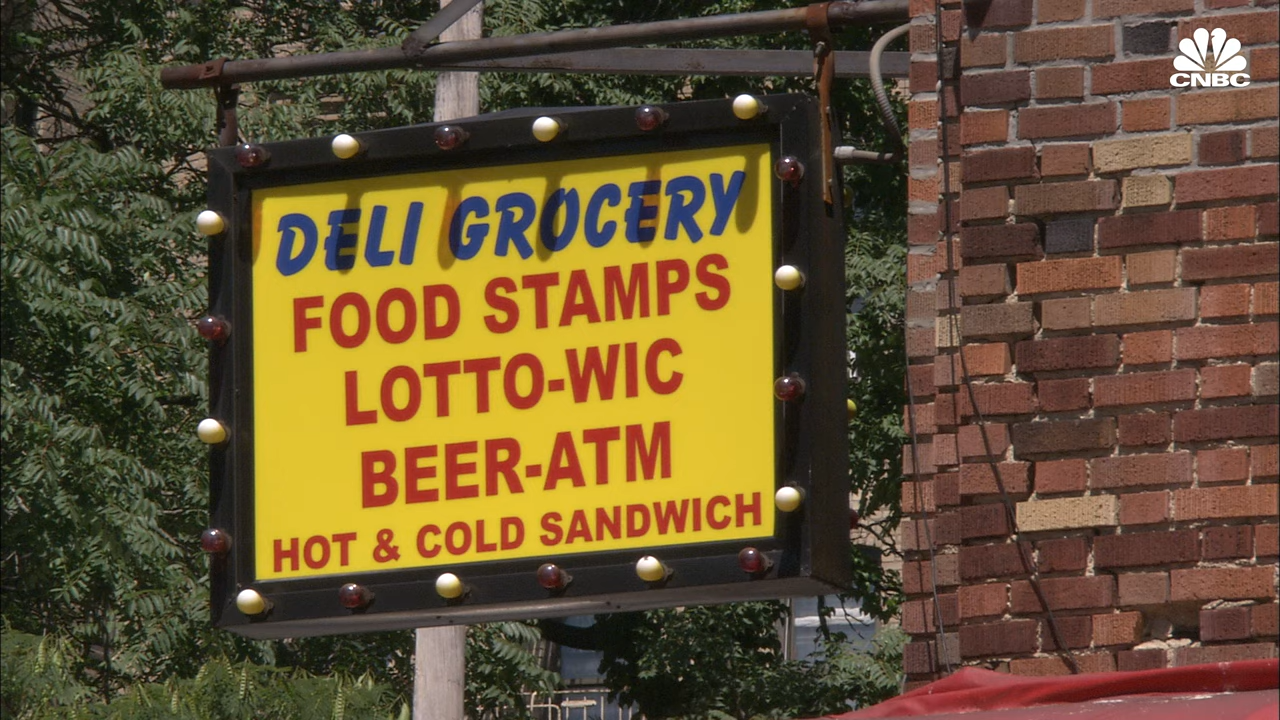 CNBC
DELI GROCERY
FOOD STAMPS
LOTTO-WIC
BEER-ATM
HOT & COLD SANDWICH